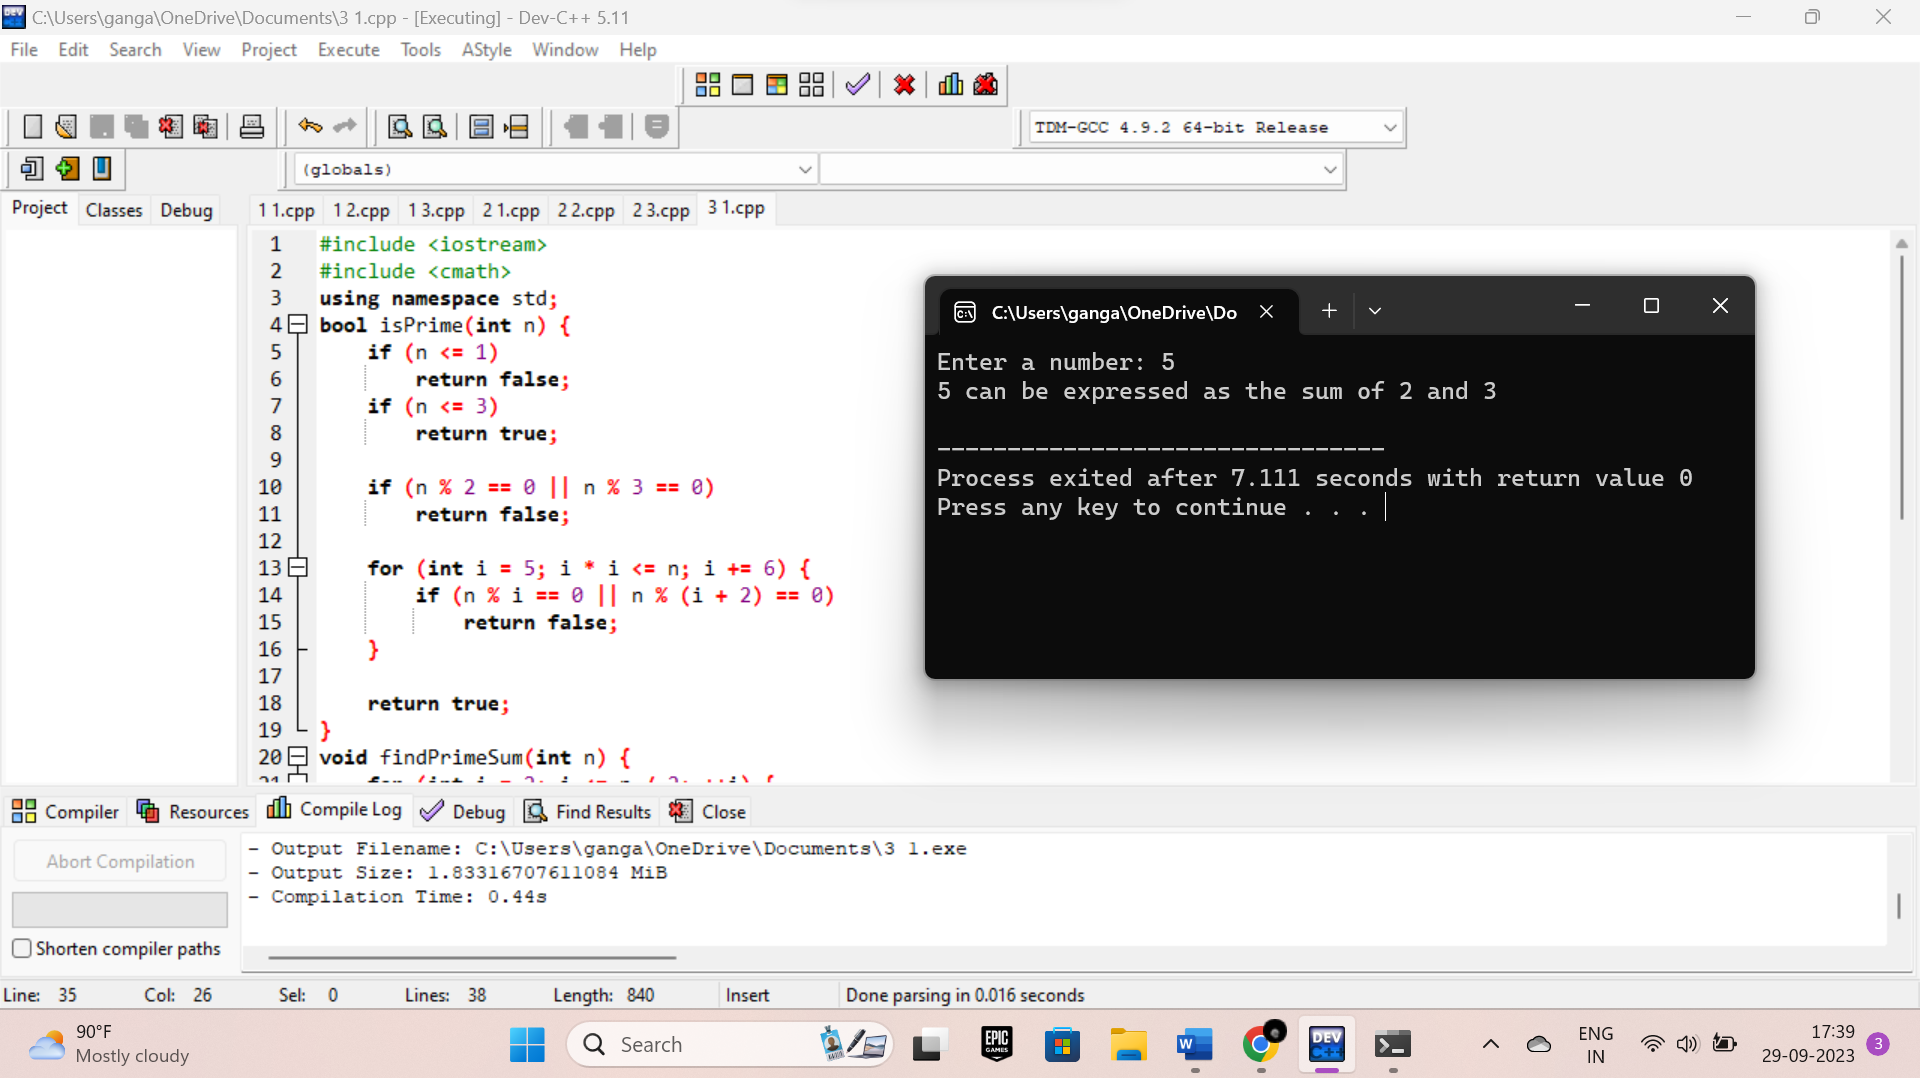 C:\Users\ganga\OneDrive\Documents\3 1.cpp - [Executing] - Dev-C++ 5.11
File Edit Search View Project Execute Tools AStyle Window Help
TDM-GCC 4.9.2 64-bit Release
(globals)
Project Classes Debug
1 1.cpp 1 2.cpp 1 3.cpp 2 1.cpp 2 2.cpp 2 3.cpp 3 1.cpp
1 #include <iostream>
2 #include <cmath>
3 using namespace std;
4 bool isPrime(int n) {
5 if (n <= 1)
6 return false;
7 if (n <= 3)
8 return true;
9
10 if (n % 2 == 0 || n % 3 == 0)
11 return false;
12
13 for (int i = 5; i * i <= n; i += 6) {
14 if (n % i == 0 || n % (i + 2) == 0)
15 return false;
16 }
17
18 return true;
19 }
20 void findPrimeSum(int n) {
C:\Users\ganga\OneDrive\Do
Enter a number: 5
5 can be expressed as the sum of 2 and 3
--------------------------------
Process exited after 7.111 seconds with return value 0
Press any key to continue . . .
Compiler Resources Compile Log Debug Find Results Close
Abort Compilation
Shorten compiler paths
- Output Filename: C:\Users\ganga\OneDrive\Documents\3 1.exe
- Output Size: 1.83316707611084 MiB
- Compilation Time: 0.44s
Line: 35 Col: 26 Sel: 0 Lines: 38 Length: 840 Insert Done parsing in 0.016 seconds
90°F
Mostly cloudy
Search
EPIC GAMES
DEV C++
ENG
IN
17:39
29-09-2023
3